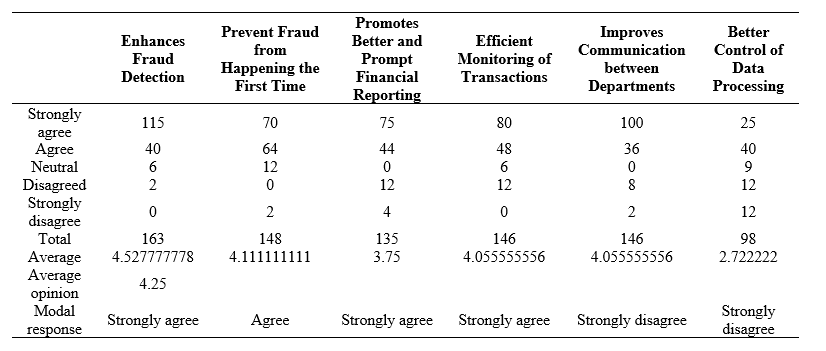 Enhances Fraud Detection | Prevent Fraud from Happening the First Time | Promotes Better and Prompt Financial Reporting | Efficient Monitoring of Transactions | Improves Communication between Departments | Better Control of Data Processing
Strongly agree 115 70 75 80 100 25
Agree 40 64 44 48 36 40
Neutral 6 12 0 6 0 9
Disagreed 2 0 12 12 8 12
Strongly disagree 0 2 4 0 2 12
Total 163 148 135 146 146 98
Average 4.527777778 4.111111111 3.75 4.055555556 4.055555556 2.722222
Average opinion 4.25
Modal response Strongly agree Agree Strongly agree Strongly agree Strongly disagree Strongly disagree